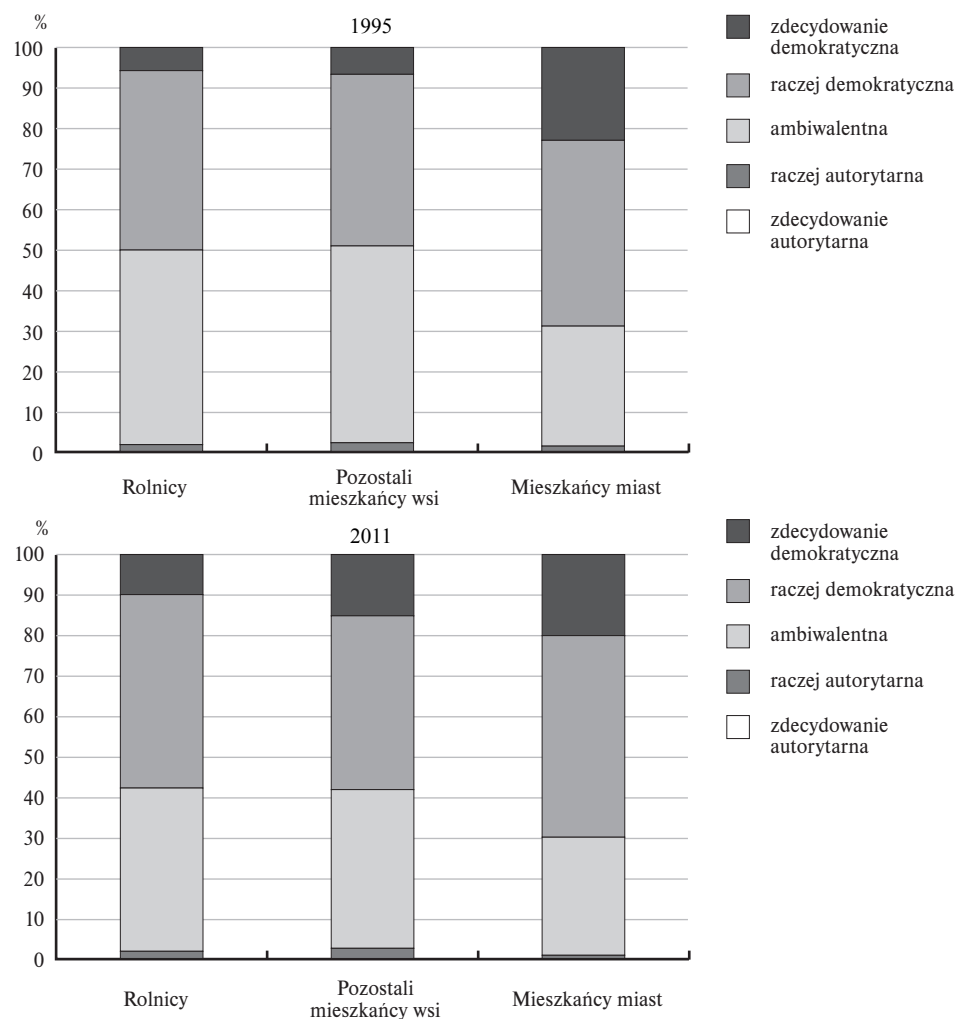 %
1995
100
90
80
70
60
50
40
30
20
10
0
Rolnicy
Pozostali
mieszkańcy wsi
Mieszkańcy miast
zdecydowanie
demokratyczna
raczej demokratyczna
ambiwalentna
raczej autorytarna
zdecydowanie
autorytarna
%
2011
100
90
80
70
60
50
40
30
20
10
0
Rolnicy
Pozostali
mieszkańcy wsi
Mieszkańcy miast
zdecydowanie
demokratyczna
raczej demokratyczna
ambiwalentna
raczej autorytarna
zdecydowanie
autorytarna